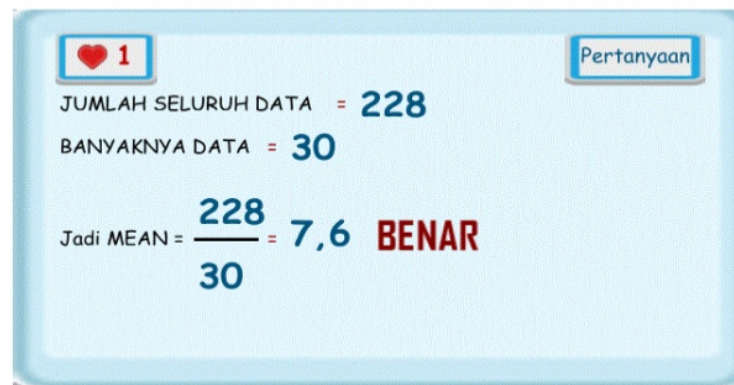 1
Pertanyaan
JUMLAH SELURUH DATA = 228
BANYAKNYA DATA = 30
Jadi MEAN = 228 / 30 = 7,6 BENAR